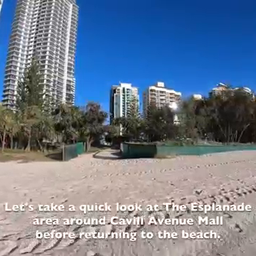 Let's take a quick look at The Esplanade
area around Cavill Avenue Mall
before returning to the beach.